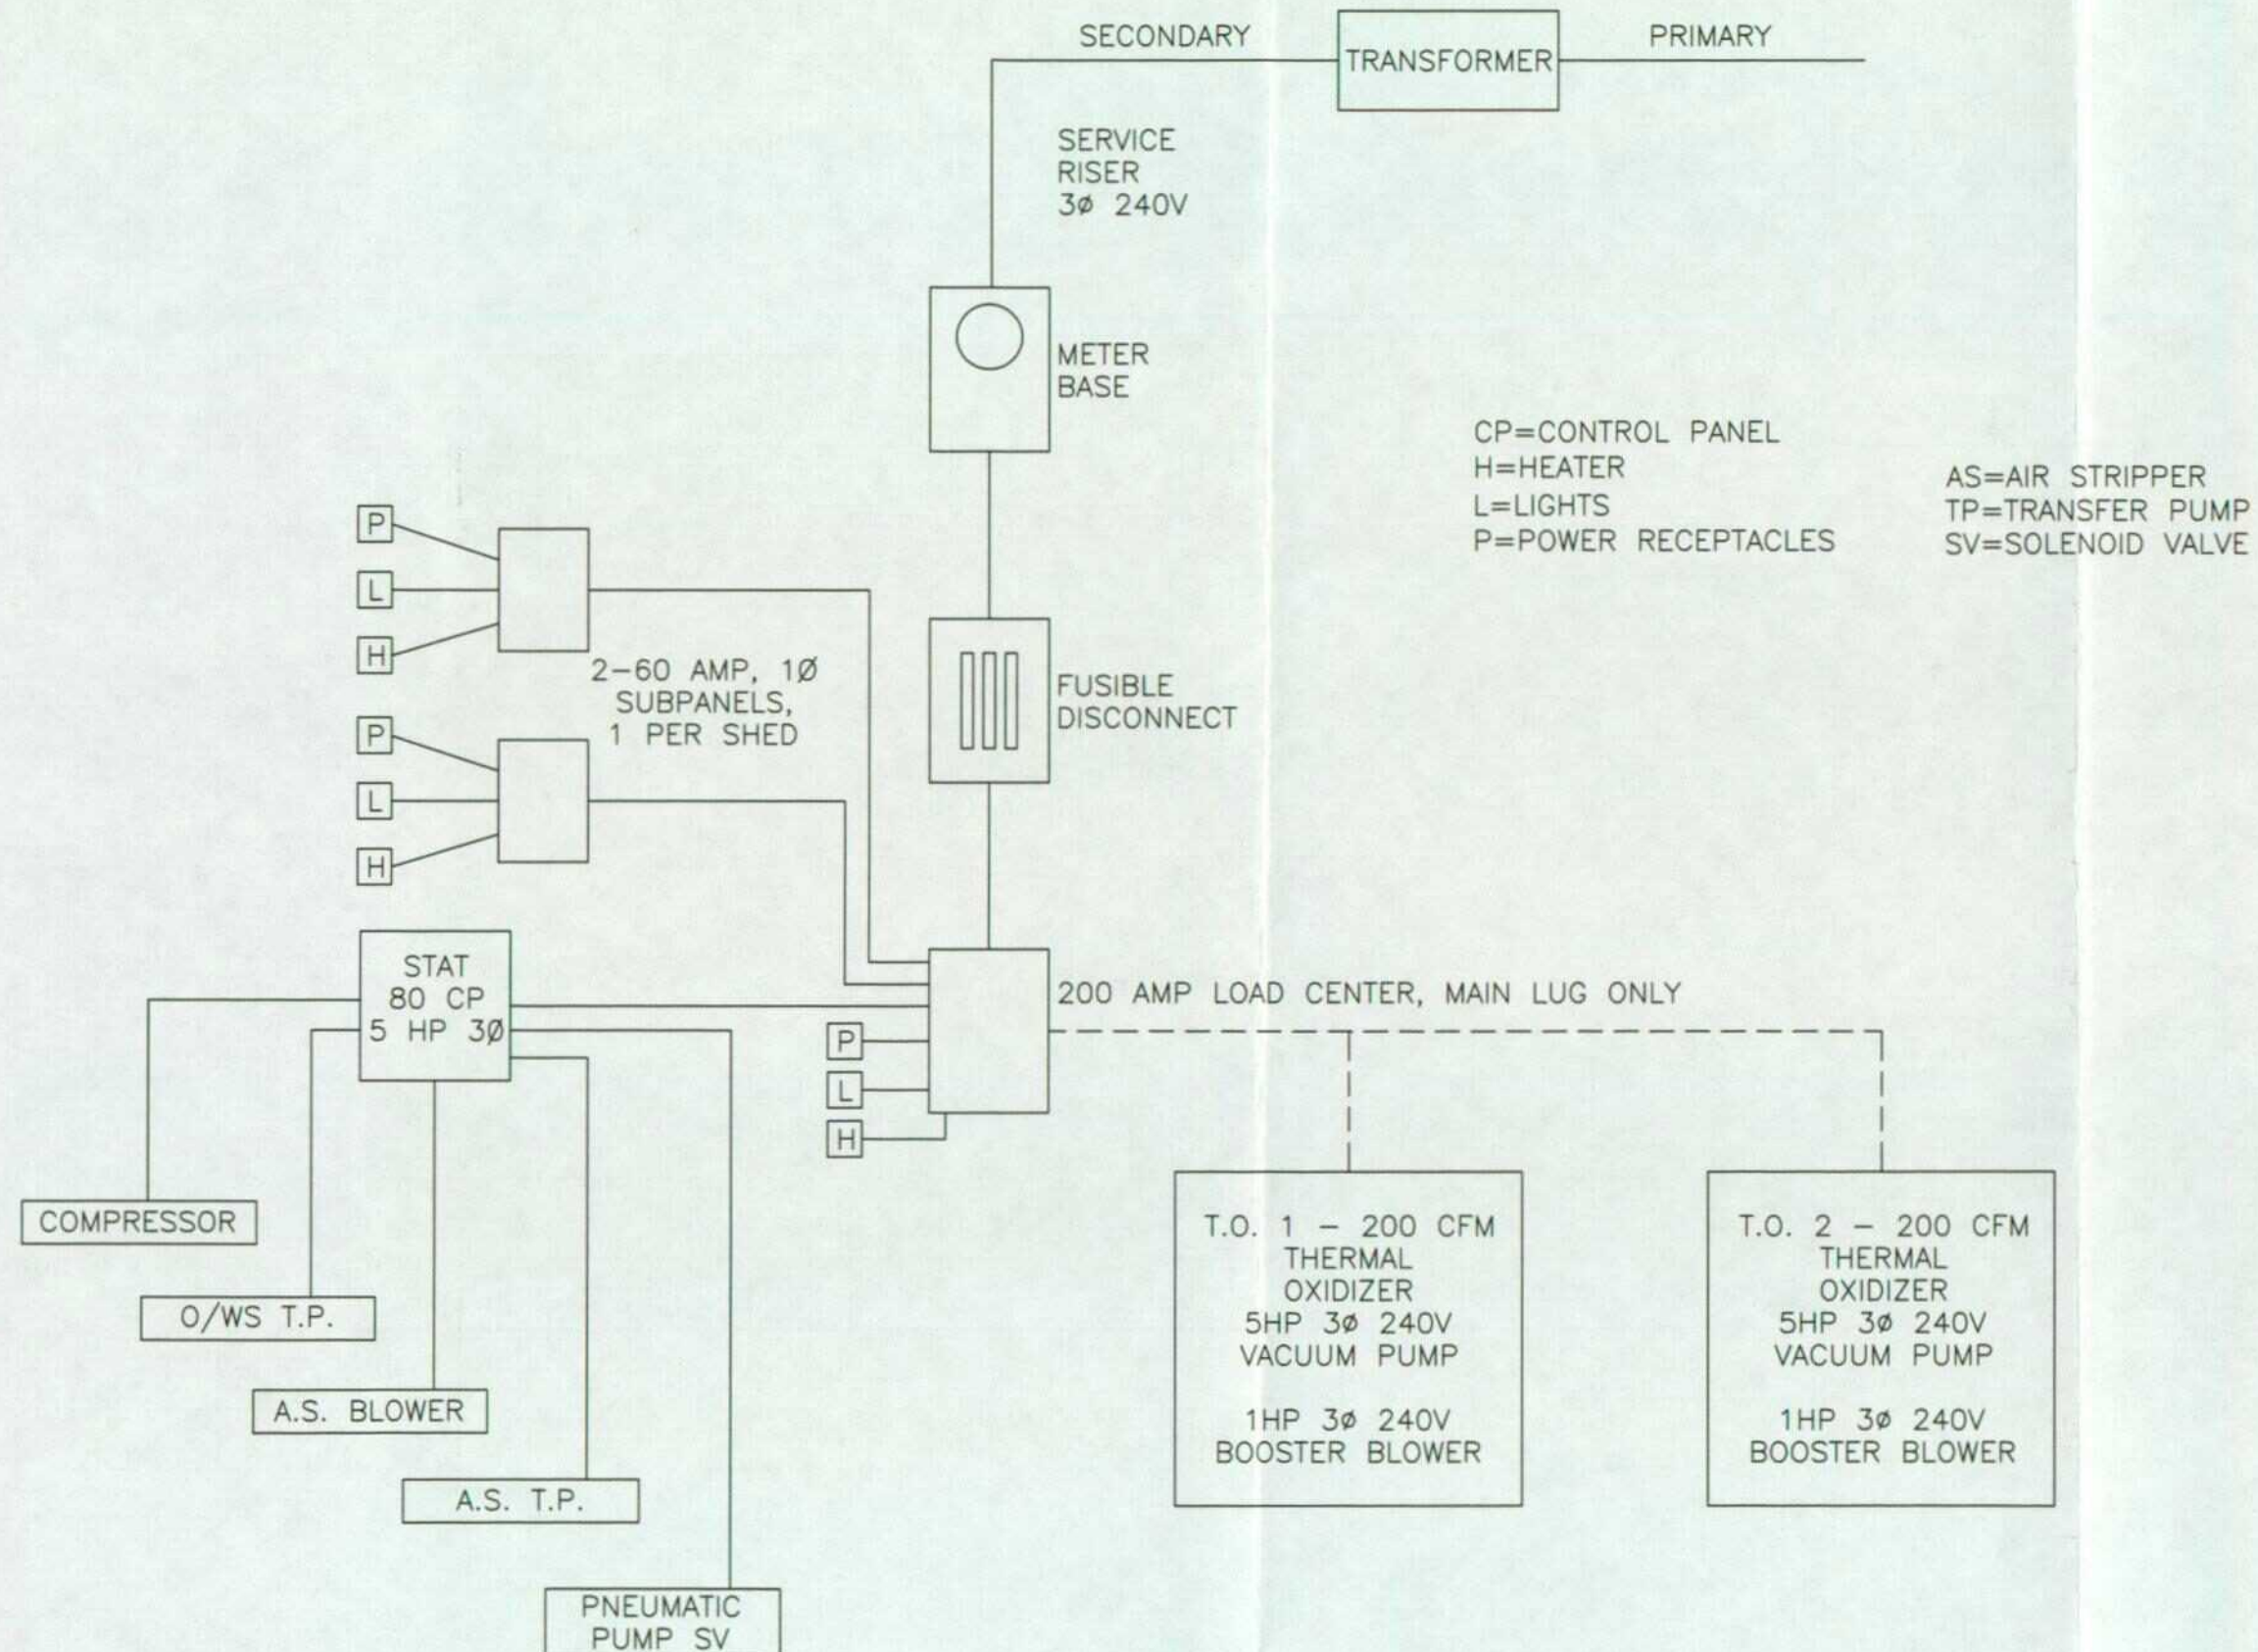 SECONDARY
TRANSFORMER
PRIMARY
SERVICE
RISER
3ø 240V
METER
BASE
CP=CONTROL PANEL
H=HEATER
L=LIGHTS
P=POWER RECEPTACLES
AS=AIR STRIPPER
TP=TRANSFER PUMP
SV=SOLENOID VALVE
P
L
H
2-60 AMP, 1Ø
SUBPANELS,
1 PER SHED
P
L
H
FUSIBLE
DISCONNECT
STAT
80 CP
5 HP 3Ø
200 AMP LOAD CENTER, MAIN LUG ONLY
P
L
H
COMPRESSOR
O/WS T.P.
A.S. BLOWER
A.S. T.P.
PNEUMATIC
PUMP SV
T.O. 1 - 200 CFM
THERMAL
OXIDIZER
5HP 3ø 240V
VACUUM PUMP
1HP 3ø 240V
BOOSTER BLOWER
T.O. 2 - 200 CFM
THERMAL
OXIDIZER
5HP 3ø 240V
VACUUM PUMP
1HP 3ø 240V
BOOSTER BLOWER